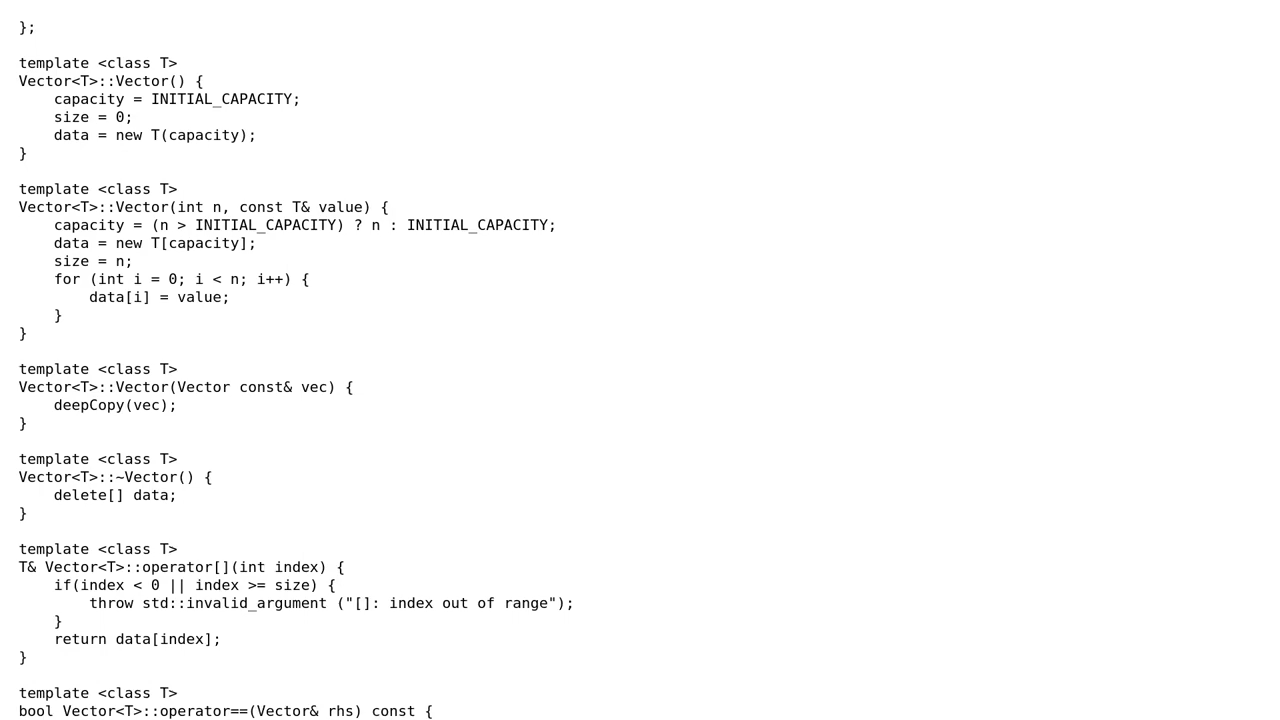 };
template <class T>
Vector<T>::Vector() {
    capacity = INITIAL_CAPACITY;
    size = 0;
    data = new T(capacity);
}
template <class T>
Vector<T>::Vector(int n, const T& value) {
    capacity = (n > INITIAL_CAPACITY) ? n : INITIAL_CAPACITY;
    data = new T[capacity];
    size = n;
    for (int i = 0; i < n; i++) {
        data[i] = value;
    }
}
template <class T>
Vector<T>::Vector(Vector const& vec) {
    deepCopy(vec);
}
template <class T>
Vector<T>::~Vector() {
    delete[] data;
}
template <class T>
T& Vector<T>::operator[](int index) {
    if(index < 0 || index >= size) {
        throw std::invalid_argument ("[]: index out of range");
    }
    return data[index];
}
template <class T>
bool Vector<T>::operator==(Vector& rhs) const {